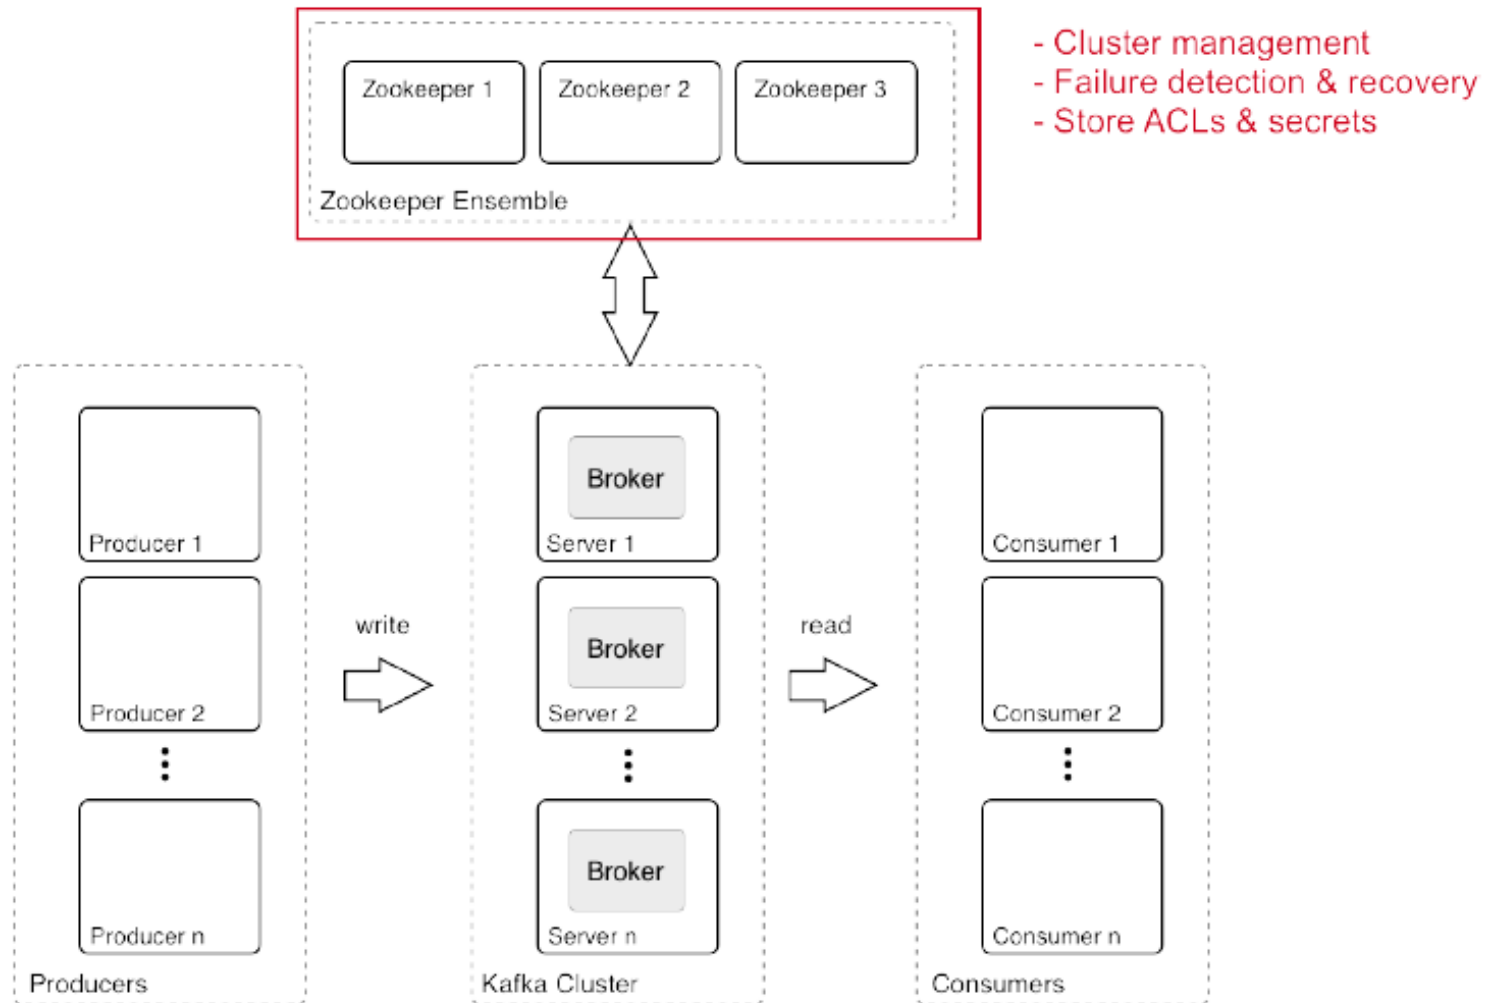 - Cluster management
- Failure detection & recovery
- Store ACLs & secrets
Zookeeper 1
Zookeeper 2
Zookeeper 3
Zookeeper Ensemble
Producer 1
Producer 2
Producer n
Producers
write
Broker
Server 1
Broker
Server 2
Broker
Server n
Kafka Cluster
read
Consumer 1
Consumer 2
Consumer n
Consumers